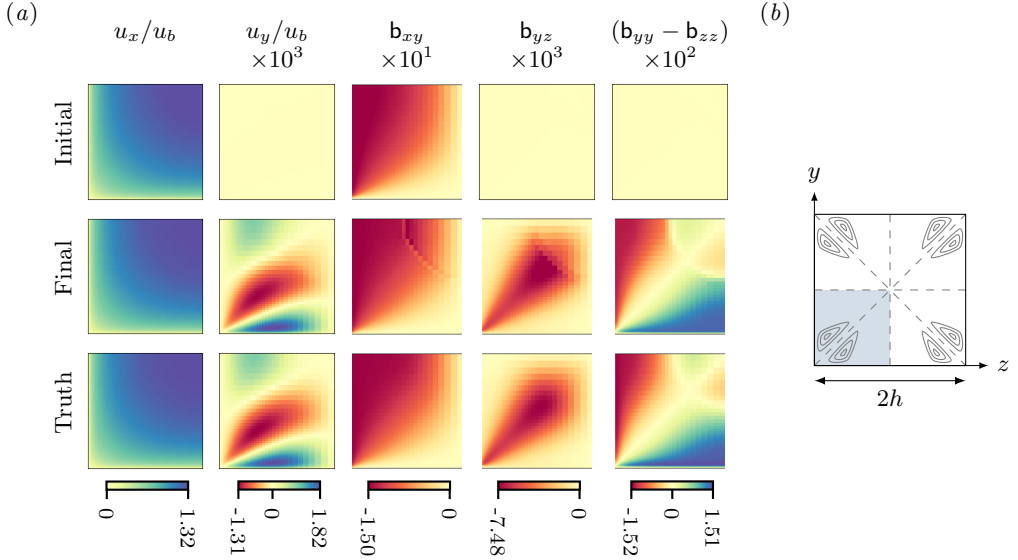 (a)
u_x/u_b u_y/u_b b_xy b_yz (b_yy − b_zz)
×10^3 ×10^1 ×10^3 ×10^2
Initial
Final
Truth
0 1.32 -1.31 0 1.82 -1.50 0 -7.48 0 -1.52 0 1.51
(b)
y
z
2h